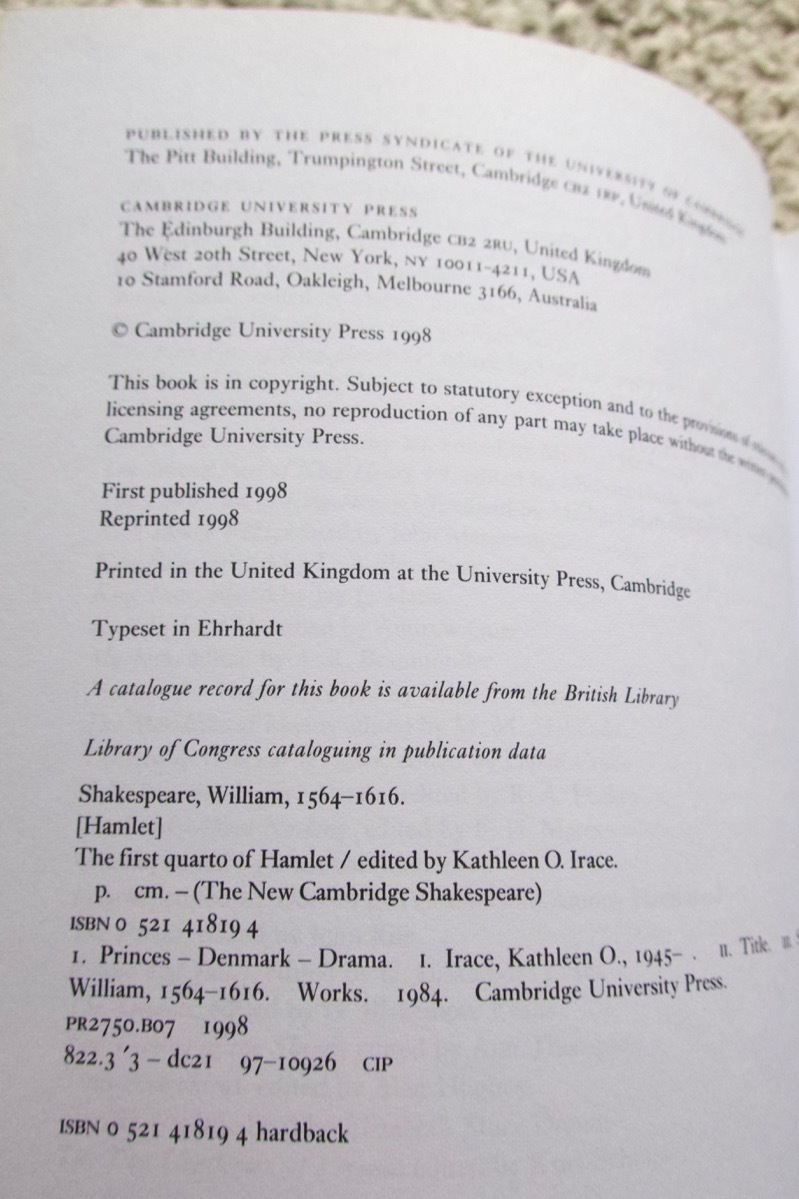 PUBLISHED BY THE PRESS SYNDICATE OF THE UNIVERSITY OF CAMBRIDGE
The Pitt Building, Trumpington Street, Cambridge CB2 1RP, United Kingdom
CAMBRIDGE UNIVERSITY PRESS
The Edinburgh Building, Cambridge CB2 2RU, United Kingdom
40 West 20th Street, New York, NY 10011–4211, USA
10 Stamford Road, Oakleigh, Melbourne 3166, Australia
© Cambridge University Press 1998
This book is in copyright. Subject to statutory exception and to the provisions of
licensing agreements, no reproduction of any part may take place without the written
Cambridge University Press.
First published 1998
Reprinted 1998
Printed in the United Kingdom at the University Press, Cambridge
Typeset in Ehrhardt
A catalogue record for this book is available from the British Library
Library of Congress cataloguing in publication data
Shakespeare, William, 1564–1616.
[Hamlet]
The first quarto of Hamlet / edited by Kathleen O. Irace.
p. cm. – (The New Cambridge Shakespeare)
ISBN 0 521 41819 4
1. Princes – Denmark – Drama. I. Irace, Kathleen O., 1945– . II. Title. III.
William, 1564–1616. Works. 1984. Cambridge University Press.
PR2750.B07 1998
822.3 ′3 – dc21 97–10926 CIP
ISBN 0 521 41819 4 hardback